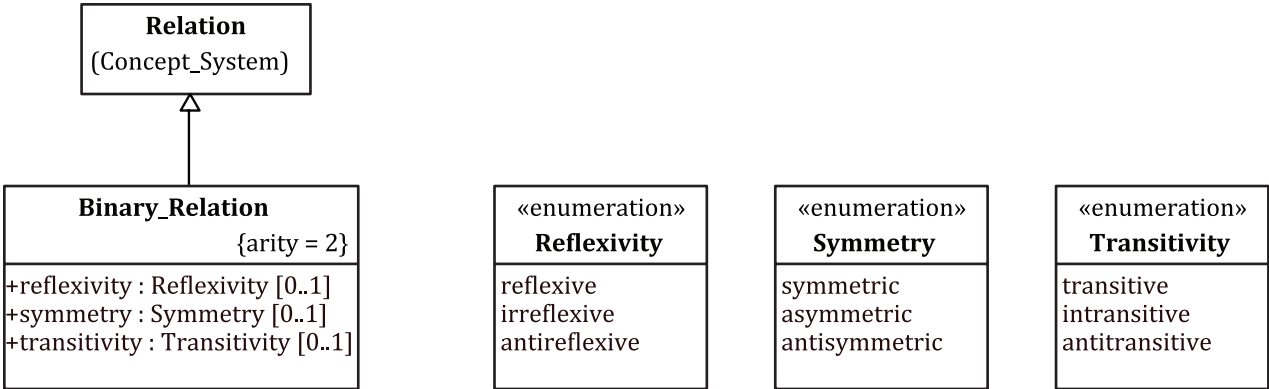 Relation
(Concept_System)
Binary_Relation
{arity = 2}
+reflexivity : Reflexivity [0..1]
+symmetry : Symmetry [0..1]
+transitivity : Transitivity [0..1]
«enumeration»
Reflexivity
reflexive
irreflexive
antireflexive
«enumeration»
Symmetry
symmetric
asymmetric
antisymmetric
«enumeration»
Transitivity
transitive
intransitive
antitransitive